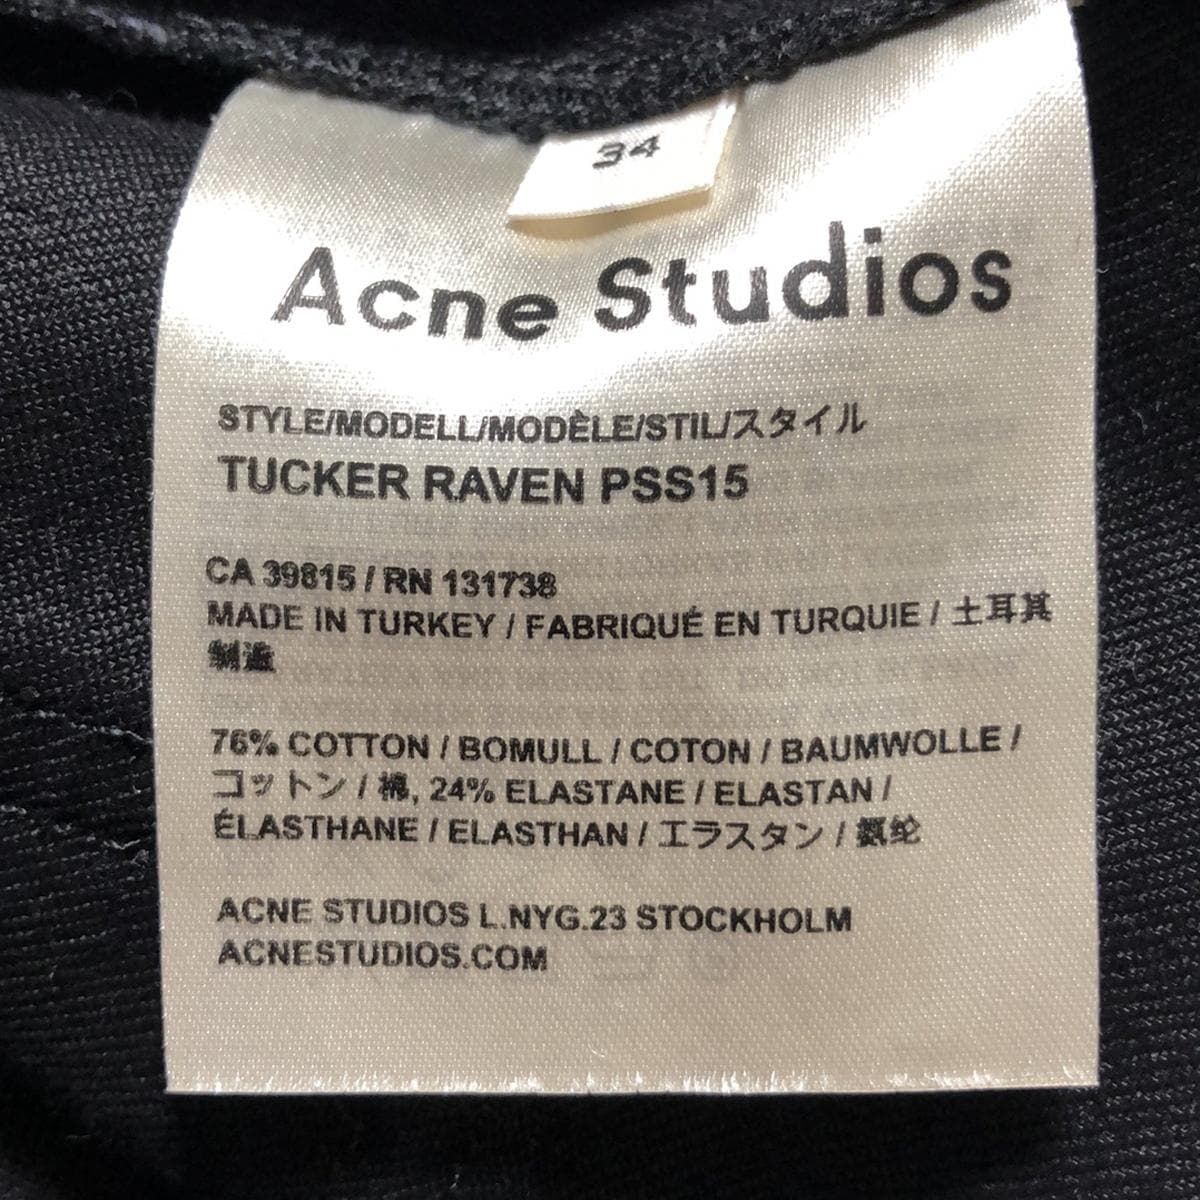 34
Acne Studios
STYLE/MODELL/MODÈLE/STIL/スタイル
TUCKER RAVEN PSS15
CA 39815 / RN 131738
MADE IN TURKEY / FABRIQUÉ EN TURQUIE / 土耳其
制造
76% COTTON / BOMULL / COTON / BAUMWOLLE /
コットン / 棉, 24% ELASTANE / ELASTAN /
ÉLASTHANE / ELASTHAN / エラスタン / 氨纶
ACNE STUDIOS L.NYG.23 STOCKHOLM
ACNESTUDIOS.COM